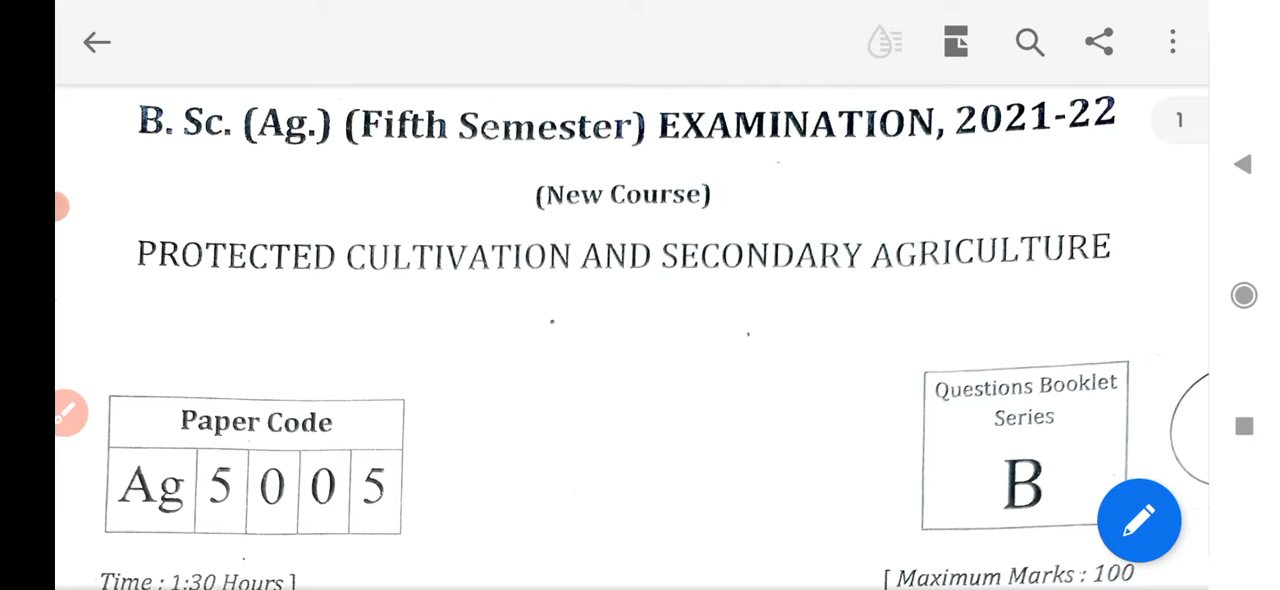 B. Sc. (Ag.) (Fifth Semester) EXAMINATION, 2021-22
1
(New Course)
PROTECTED CULTIVATION AND SECONDARY AGRICULTURE
Paper Code
Ag 5 0 0 5
Questions Booklet
Series
B
Time : 1:30 Hours ]
[ Maximum Marks : 100